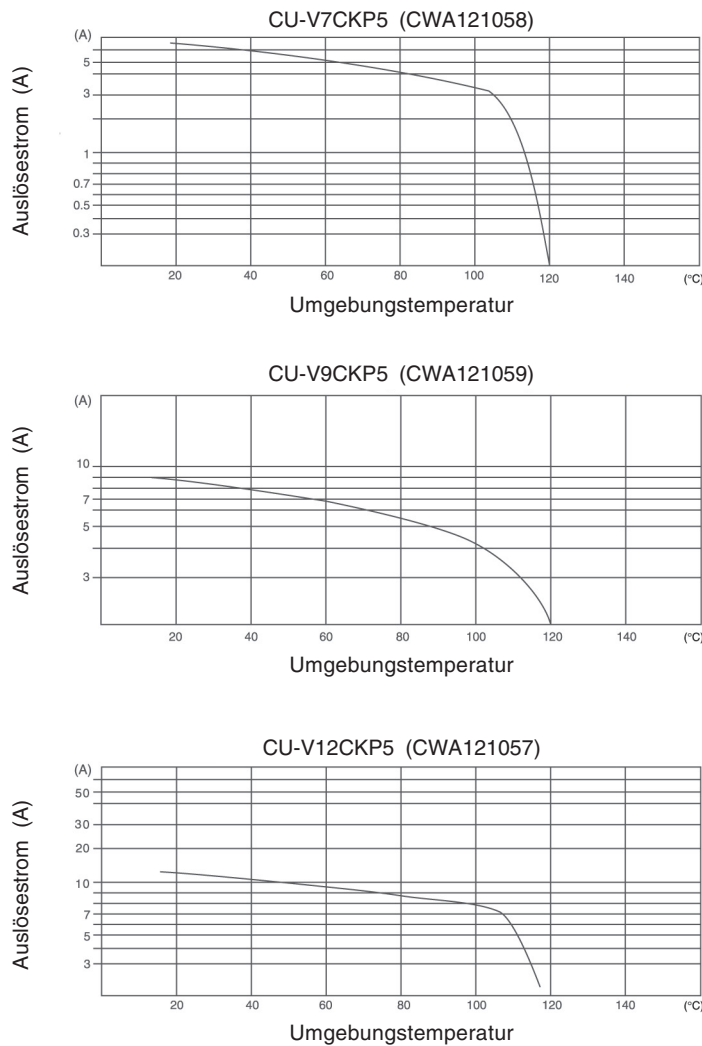 CU-V7CKP5 (CWA121058)
(A)
Auslösestrom (A)
5
3
1
0.7
0.5
0.3
20 40 60 80 100 120 140 (°C)
Umgebungstemperatur
CU-V9CKP5 (CWA121059)
(A)
Auslösestrom (A)
10
7
5
3
20 40 60 80 100 120 140 (°C)
Umgebungstemperatur
CU-V12CKP5 (CWA121057)
(A)
Auslösestrom (A)
50
30
20
10
7
5
3
20 40 60 80 100 120 140 (°C)
Umgebungstemperatur